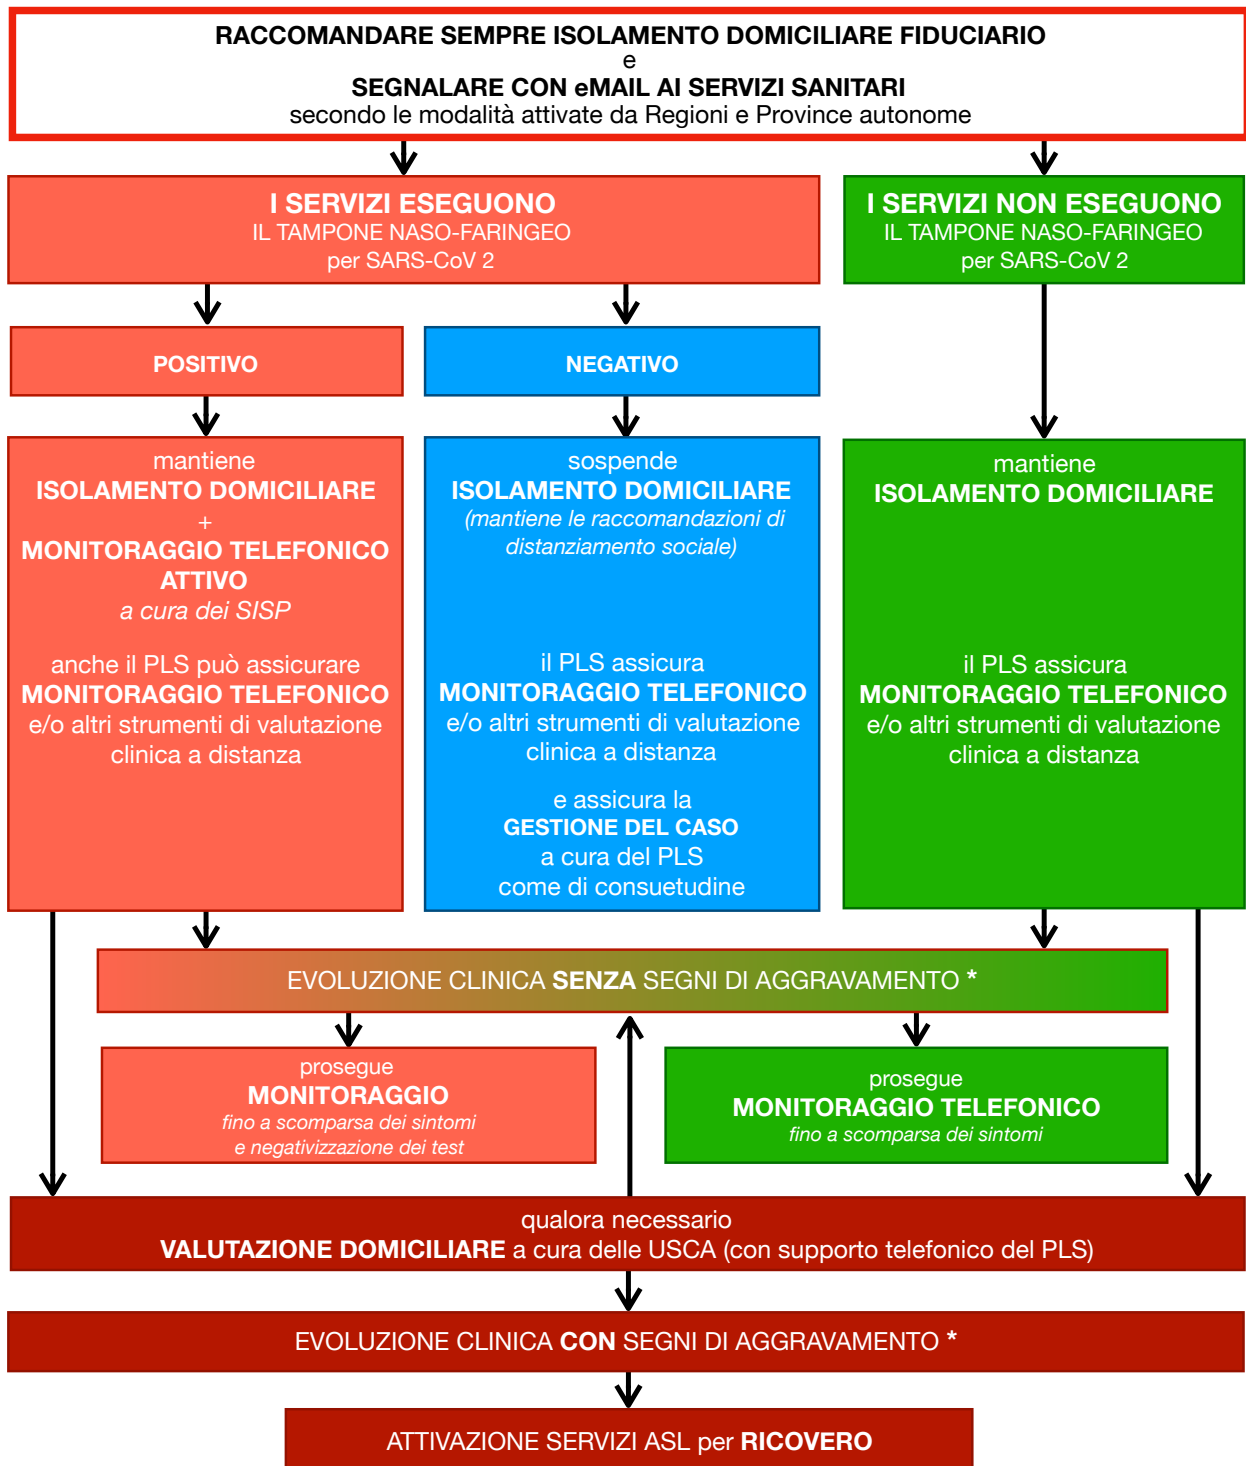 RACCOMANDARE SEMPRE ISOLAMENTO DOMICILIARE FIDUCIARIO
e
SEGNALARE CON eMAIL AI SERVIZI SANITARI
secondo le modalità attivate da Regioni e Province autonome
I SERVIZI ESEGUONO
IL TAMPONE NASO-FARINGEO
per SARS-CoV 2
I SERVIZI NON ESEGUONO
IL TAMPONE NASO-FARINGEO
per SARS-CoV 2
POSITIVO
NEGATIVO
mantiene
ISOLAMENTO DOMICILIARE
+
MONITORAGGIO TELEFONICO
ATTIVO
a cura dei SISP
anche il PLS può assicurare
MONITORAGGIO TELEFONICO
e/o altri strumenti di valutazione
clinica a distanza
sospende
ISOLAMENTO DOMICILIARE
(mantiene le raccomandazioni di
distanziamento sociale)
il PLS assicura
MONITORAGGIO TELEFONICO
e/o altri strumenti di valutazione
clinica a distanza
e assicura la
GESTIONE DEL CASO
a cura del PLS
come di consuetudine
mantiene
ISOLAMENTO DOMICILIARE
il PLS assicura
MONITORAGGIO TELEFONICO
e/o altri strumenti di valutazione
clinica a distanza
EVOLUZIONE CLINICA SENZA SEGNI DI AGGRAVAMENTO *
prosegue
MONITORAGGIO
fino a scomparsa dei sintomi
e negativizzazione dei test
prosegue
MONITORAGGIO TELEFONICO
fino a scomparsa dei sintomi
qualora necessario
VALUTAZIONE DOMICILIARE a cura delle USCA (con supporto telefonico del PLS)
EVOLUZIONE CLINICA CON SEGNI DI AGGRAVAMENTO *
ATTIVAZIONE SERVIZI ASL per RICOVERO